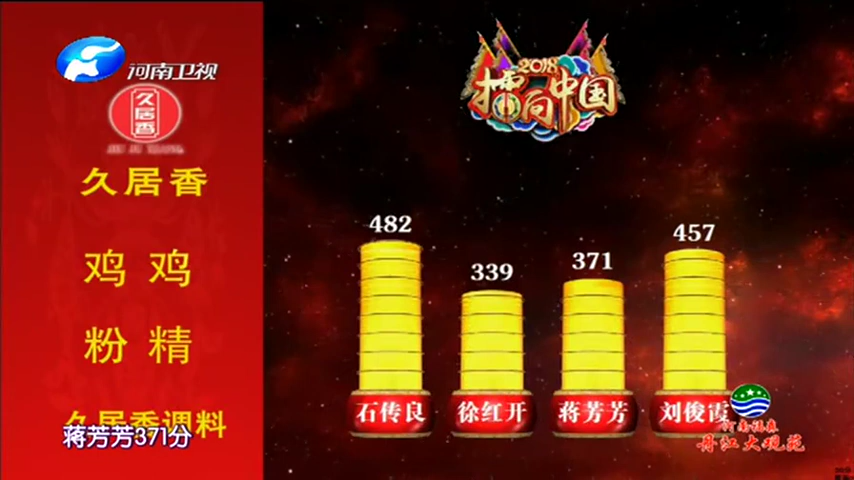 河南卫视
久居香
久居香
鸡 鸡
粉 精
久居香调料
蒋芳芳371分
2018
擂响中国
482
339
371
457
石传良
徐红开
蒋芳芳
刘俊霞
丹江大观苑